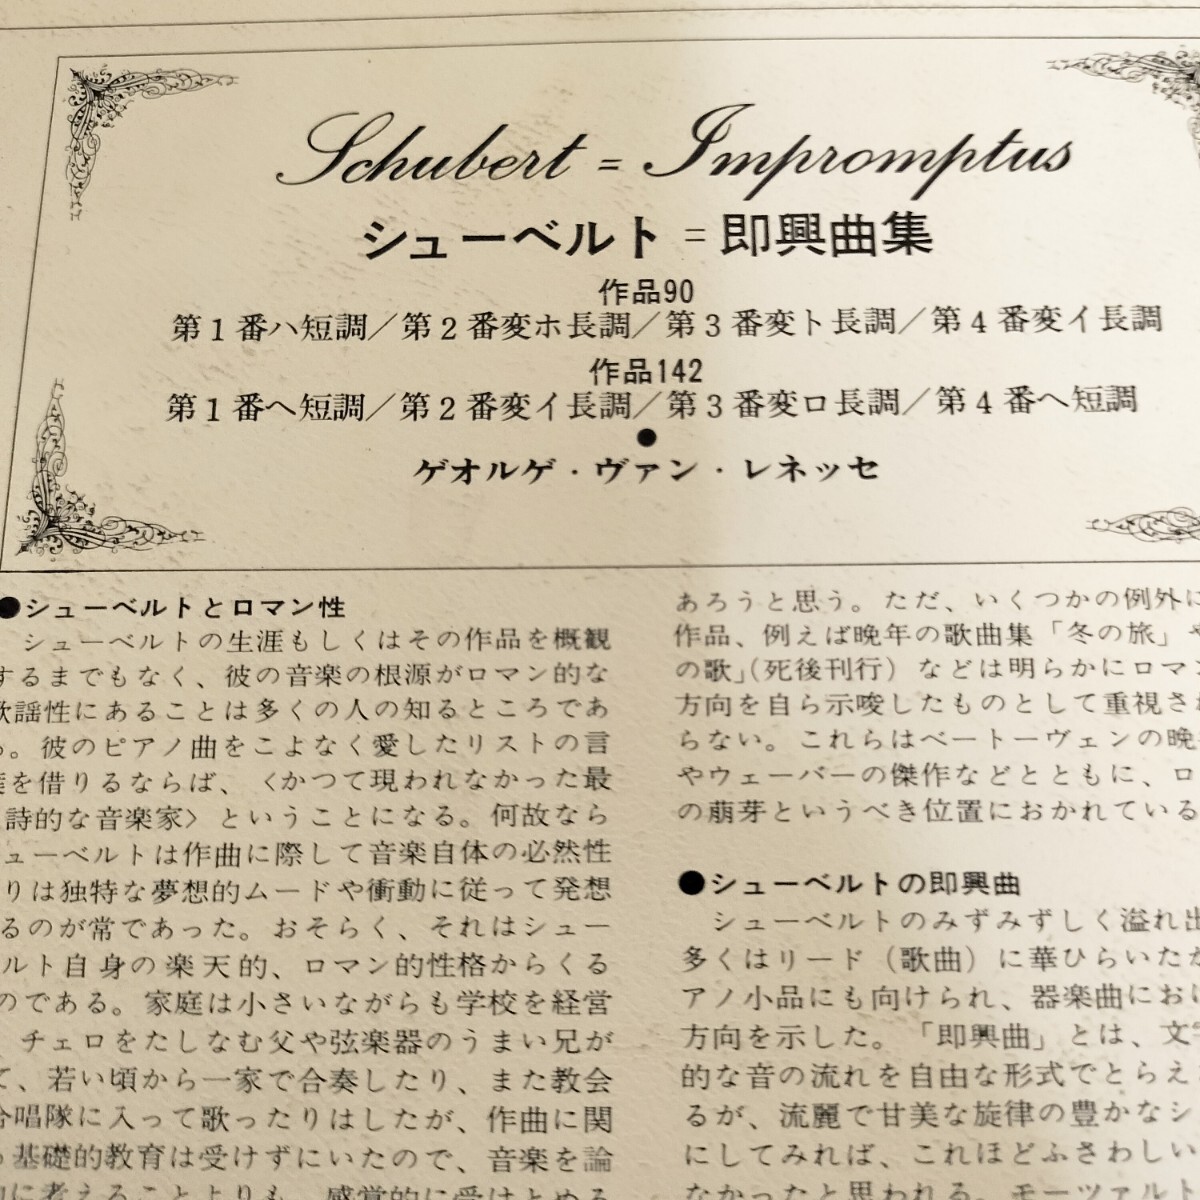 Schubert = Impromptus
シューベルト＝即興曲集
作品90
第1番ハ短調／第2番変ホ長調／第3番変ト長調／第4番変イ長調
作品142
第1番ヘ短調／第2番変イ長調／第3番変ロ長調／第4番ヘ短調
●
ゲオルゲ・ヴァン・レネッセ
●シューベルトとロマン性
シューベルトの生涯もしくはその作品を概観
するまでもなく、彼の音楽の根源がロマン的な
歌謡性にあることは多くの人の知るところであ
る。彼のピアノ曲をこよなく愛したリストの言
葉を借りるならば、〈かつて現われなかった最
詩的な音楽家〉ということになる。何故なら
ューベルトは作曲に際して音楽自体の必然性
りは独特な夢想的ムードや衝動に従って発想
るのが常であった。おそらく、それはシュー
ルト自身の楽天的、ロマン的性格からくる
のである。家庭は小さいながらも学校を経営
、チェロをたしなむ父や弦楽器のうまい兄が
て、若い頃から一家で合奏したり、また教会
合唱隊に入って歌ったりはしたが、作曲に関
る基礎的教育は受けずにいたので、音楽を論
的に考えることよりも、感覚的に受けとめる
あろうと思う。ただ、いくつかの例外に
作品、例えば晩年の歌曲集「冬の旅」や
の歌」（死後刊行）などは明らかにロマン
方向を自ら示唆したものとして重視され
らない。これらはベートーヴェンの晩
やウェーバーの傑作などとともに、ロ
の萠芽というべき位置におかれている
●シューベルトの即興曲
シューベルトのみずみずしく溢れ出
多くはリード（歌曲）に華ひらいたが
アノ小品にも向けられ、器楽曲におけ
方向を示した。「即興曲」とは、文字
的な音の流れを自由な形式でとらえ
るが、流麗で甘美な旋律の豊かなシ
にしてみれば、これほどふさわしい
なかったと思われる。モーツァルト